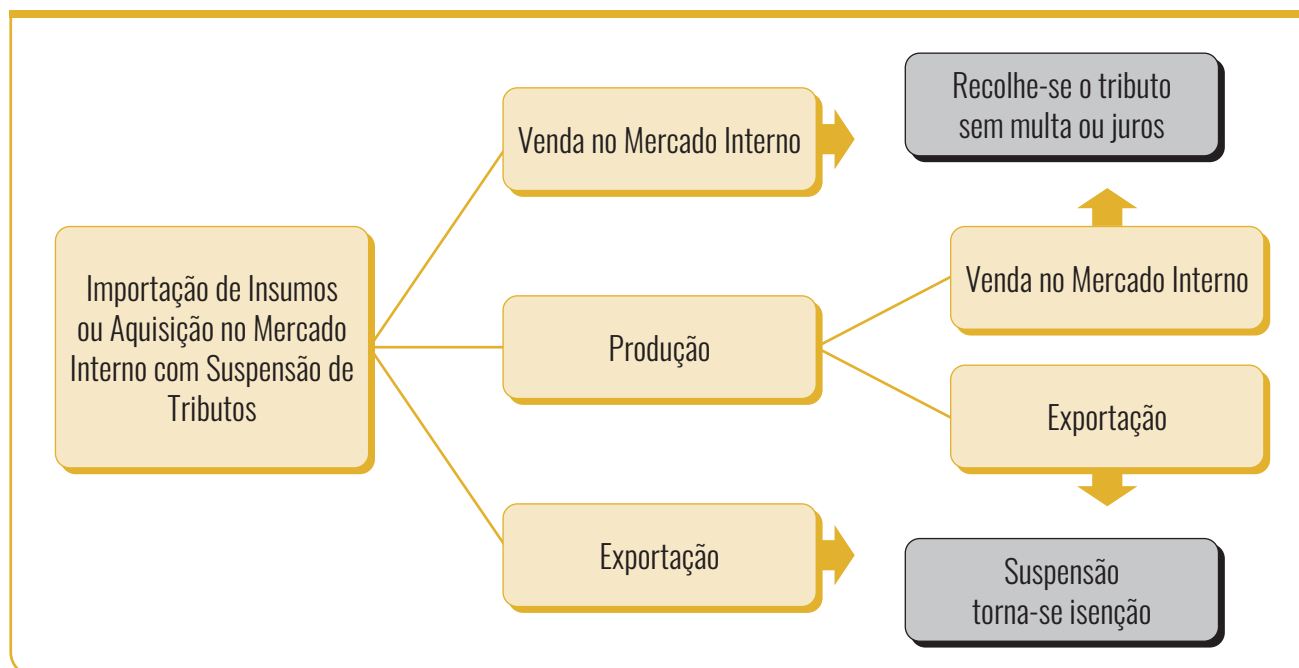 Importação de Insumos
ou Aquisição no Mercado
Interno com Suspensão de
Tributos
Venda no Mercado Interno
Produção
Exportação
Recolhe-se o tributo
sem multa ou juros
Venda no Mercado Interno
Exportação
Suspensão
torna-se isenção